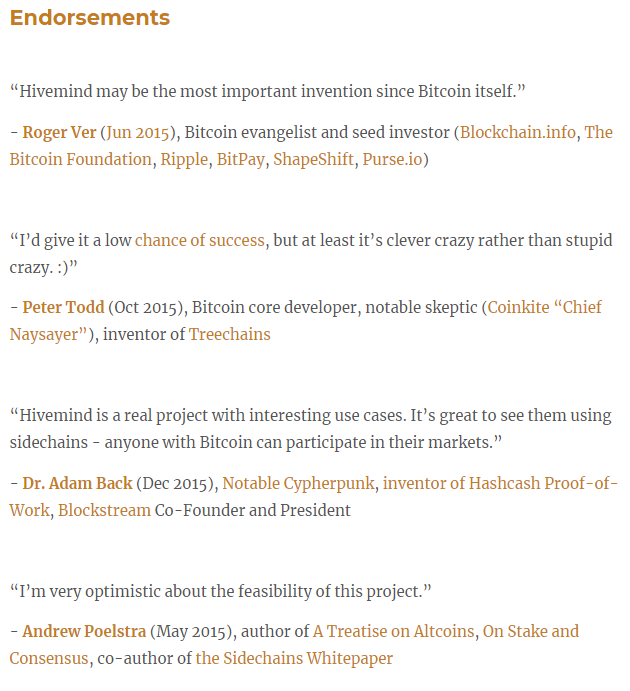 Endorsements
“Hivemind may be the most important invention since Bitcoin itself.”
- Roger Ver (Jun 2015), Bitcoin evangelist and seed investor (Blockchain.info, The
Bitcoin Foundation, Ripple, BitPay, ShapeShift, Purse.io)
“I’d give it a low chance of success, but at least it’s clever crazy rather than stupid
crazy. :)”
- Peter Todd (Oct 2015), Bitcoin core developer, notable skeptic (Coinkite “Chief
Naysayer”), inventor of Treechains
“Hivemind is a real project with interesting use cases. It’s great to see them using
sidechains - anyone with Bitcoin can participate in their markets.”
- Dr. Adam Back (Dec 2015), Notable Cypherpunk, inventor of Hashcash Proof-of-
Work, Blockstream Co-Founder and President
“I’m very optimistic about the feasibility of this project.”
- Andrew Poelstra (May 2015), author of A Treatise on Altcoins, On Stake and
Consensus, co-author of the Sidechains Whitepaper